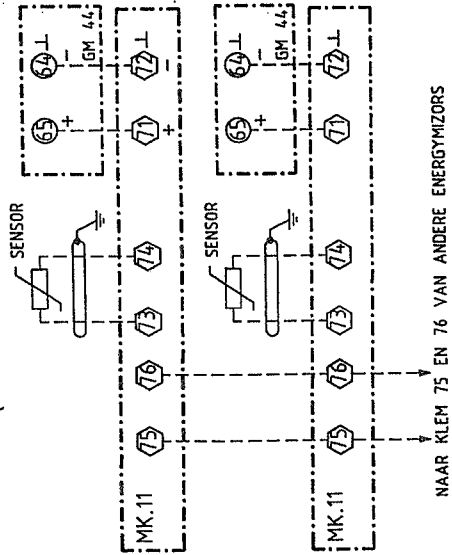 SENSOR
65 64 ⊥
+ -
GM 44
MK.11 75 76 73 74 71 72 ⊥
+ -
SENSOR
65 64 ⊥
+ -
GM 44
MK.11 75 76 73 74 71 72 ⊥
NAAR KLEM 75 EN 76 VAN ANDERE ENERGYMIZORS